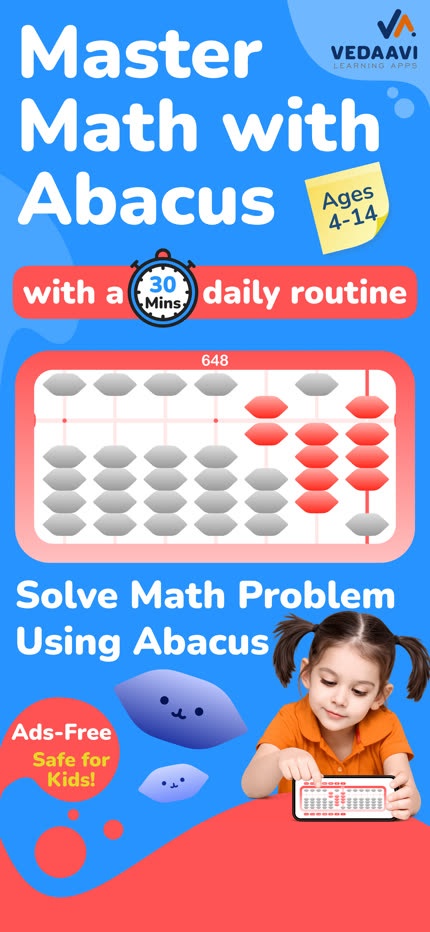 VEDAAVI
LEARNING APPS
Master
Math with
Abacus
Ages
4-14
with a 30 Mins daily routine
648
Solve Math Problem
Using Abacus
Ads-Free
Safe for
Kids!